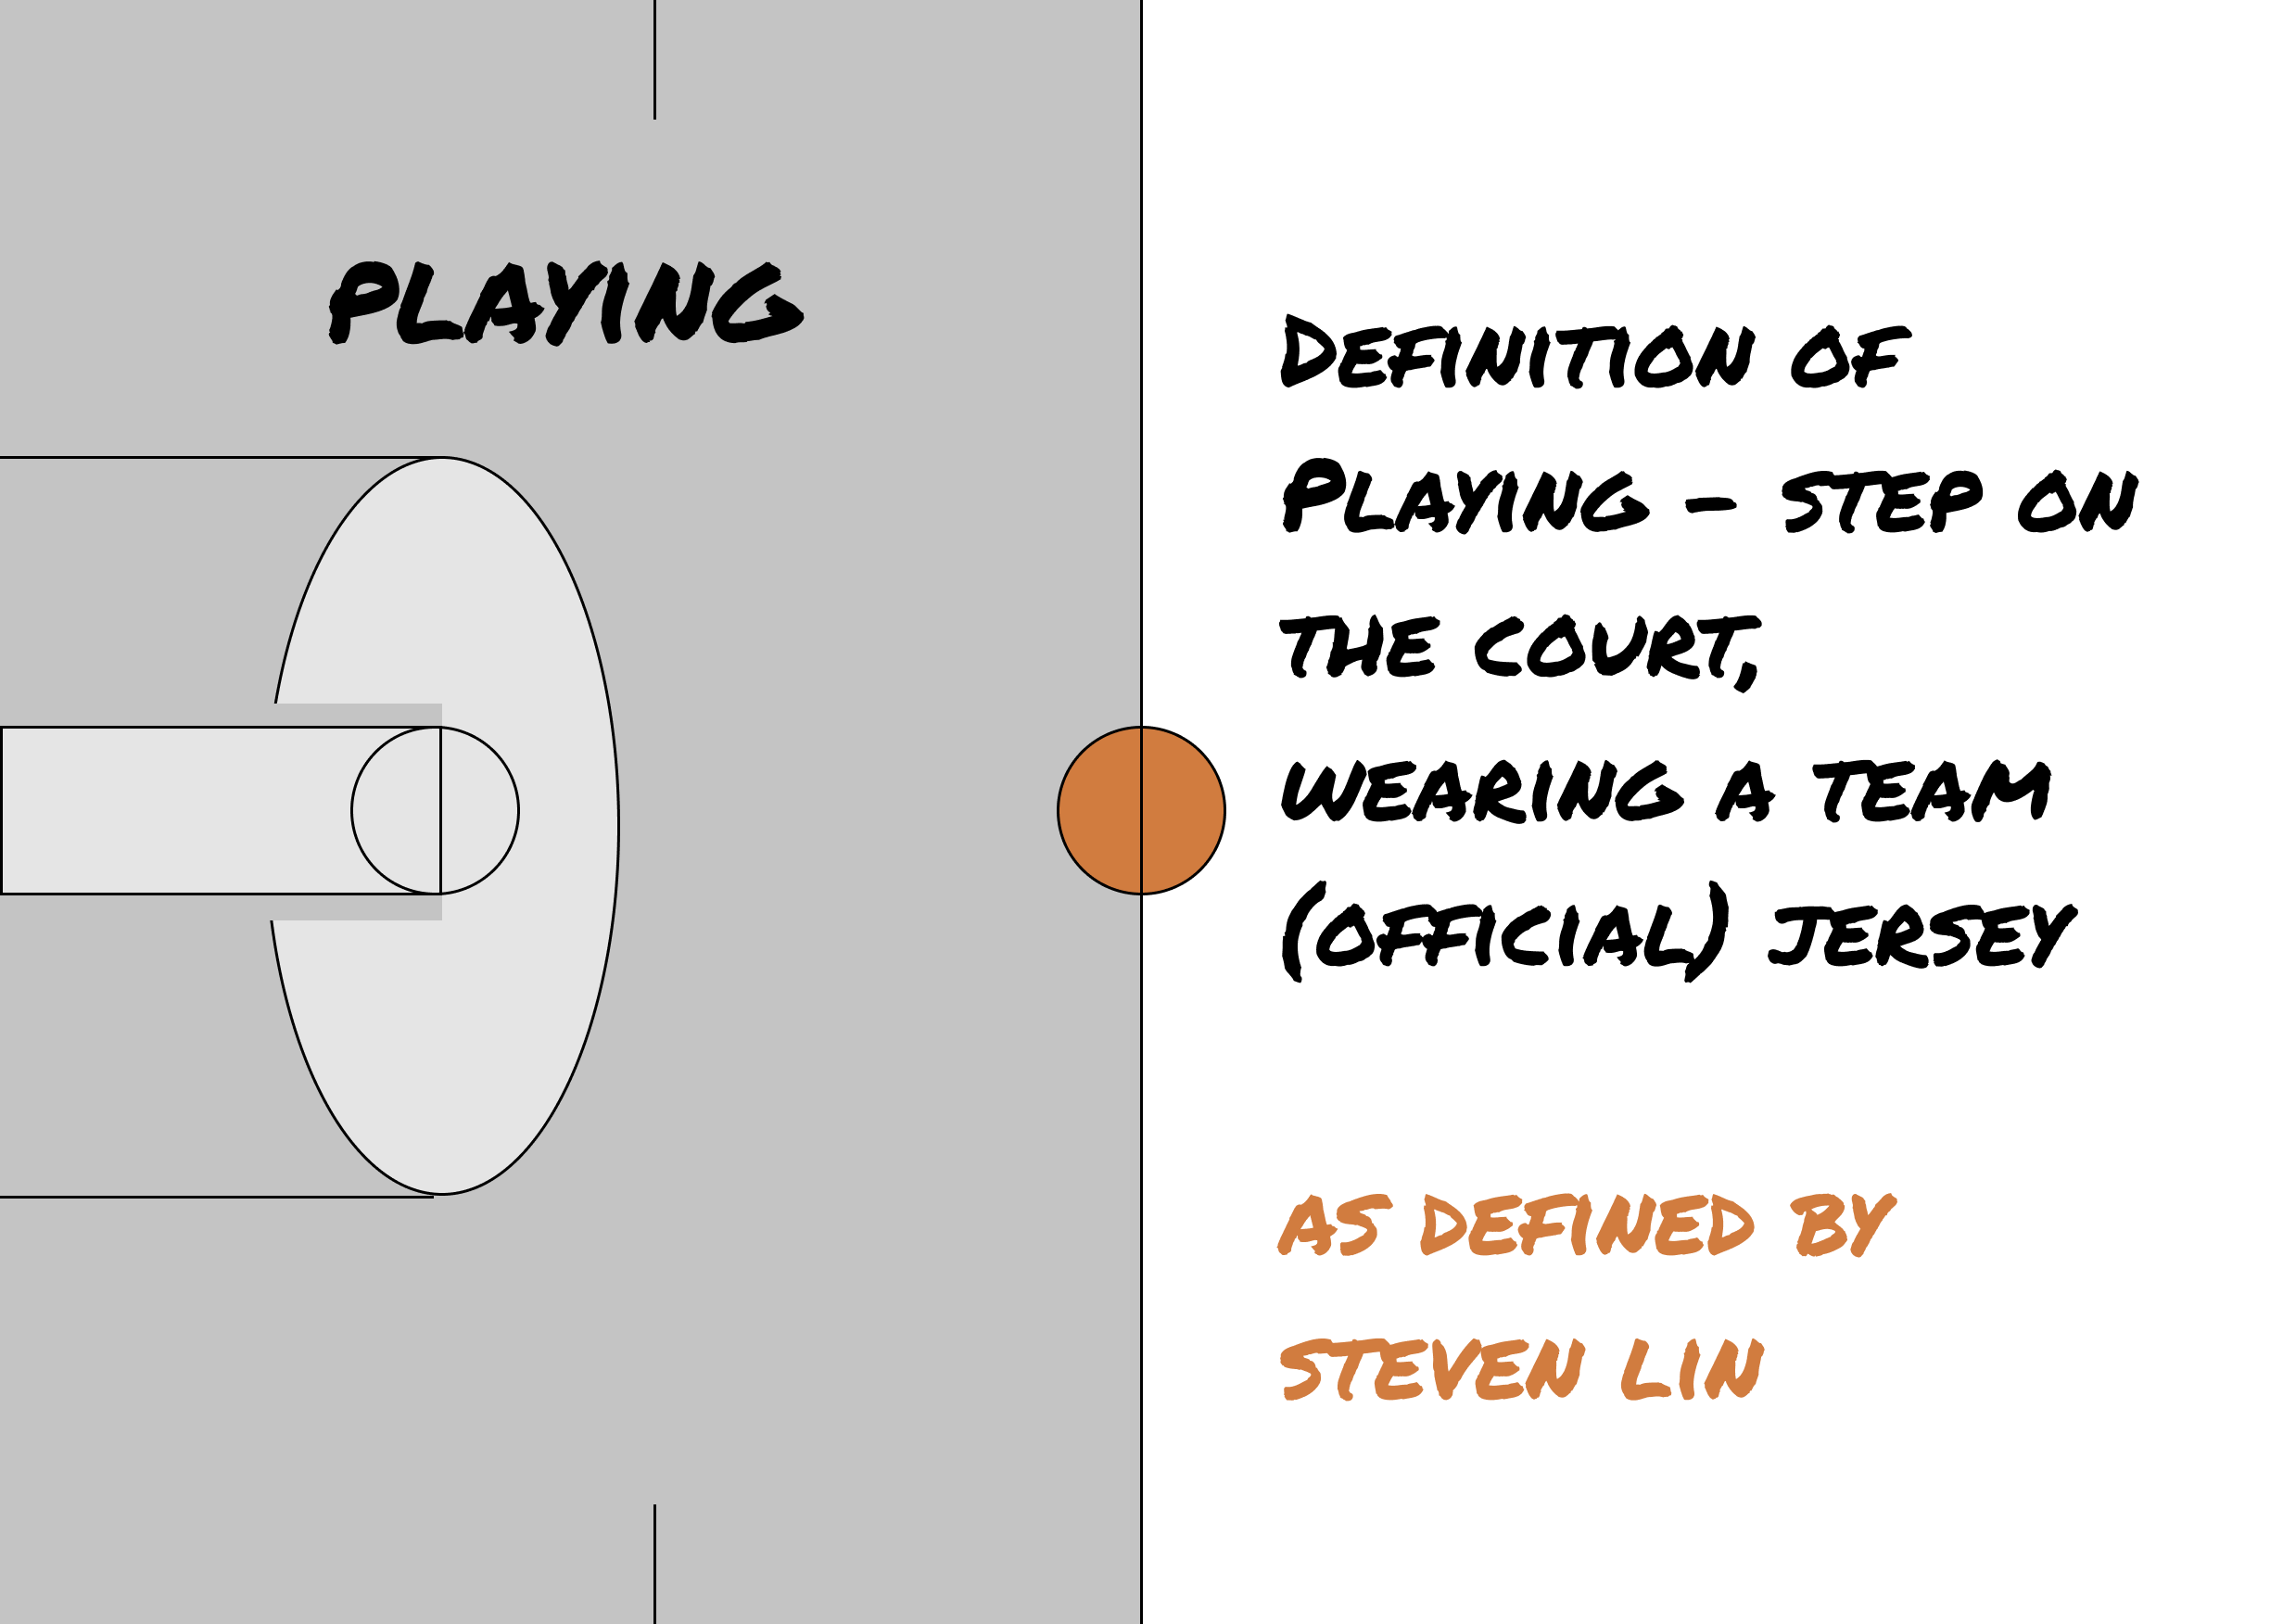 PLAYING
DEFINITION OF
PLAYING - STEP ON
THE COURT,
WEARING A TEAM
(OFFICIAL) JERSEY
AS DEFINED BY
STEVEN LIN